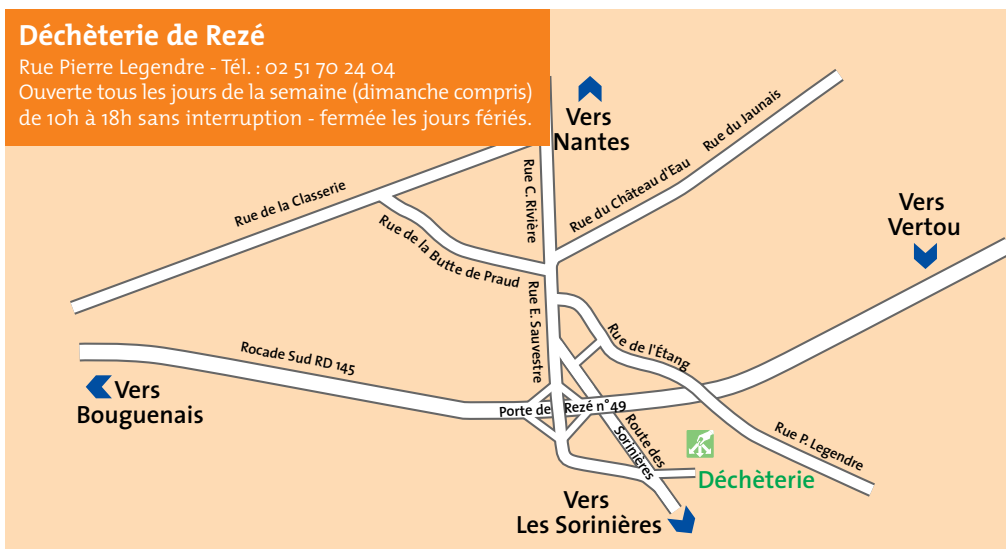 Déchèterie de Rezé
Rue Pierre Legendre - Tél. : 02 51 70 24 04
Ouverte tous les jours de la semaine (dimanche compris)
de 10h à 18h sans interruption - fermée les jours fériés.
Vers
Nantes
Rue du Jaunais
Rue du Château d'Eau
Rue C. Rivière
Rue de la Classerie
Rue de la Butte de Praud
Vers
Vertou
Rue E. Sauvestre
Rue de l'Étang
Rocade Sud RD 145
Vers
Bouguenais
Porte de Rezé n°49
Route des
Sorinières
Rue P. Legendre
Déchèterie
Vers
Les Sorinières